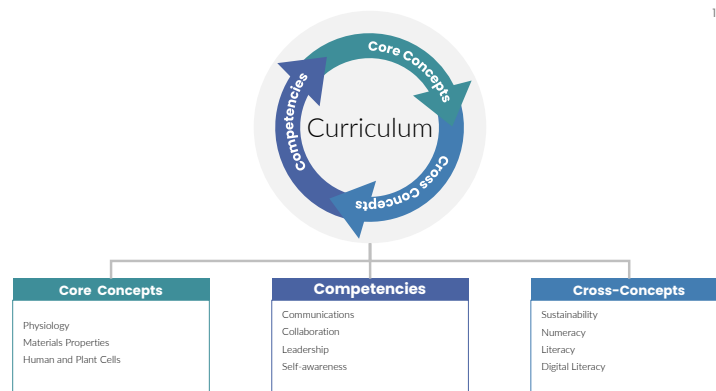 1
Core Concepts
Competencies
Curriculum
Cross Concepts
Core Concepts
Physiology
Materials Properties
Human and Plant Cells
Competencies
Communications
Collaboration
Leadership
Self-awareness
Cross-Concepts
Sustainability
Numeracy
Literacy
Digital Literacy